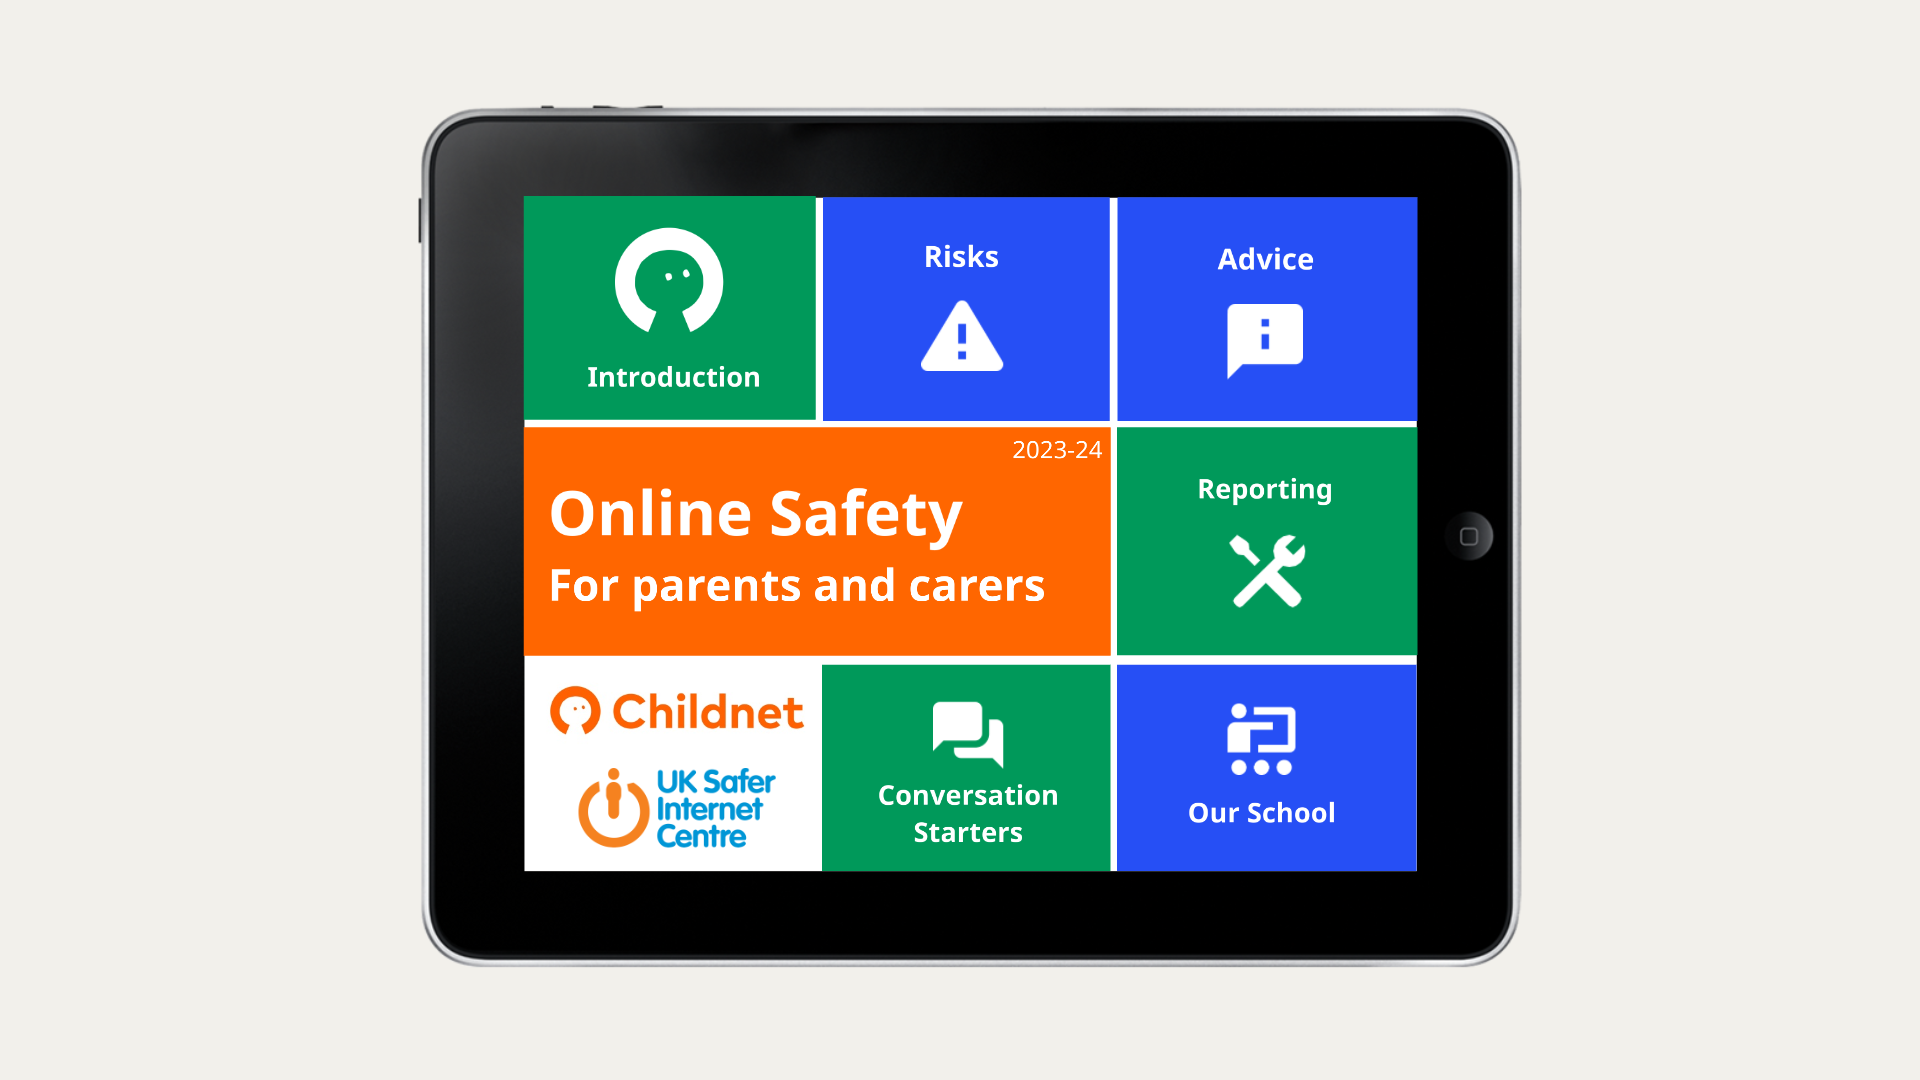 Introduction
Risks
Advice
2023-24
Online Safety
For parents and carers
Reporting
Childnet
UK Safer
Internet
Centre
Conversation
Starters
Our School